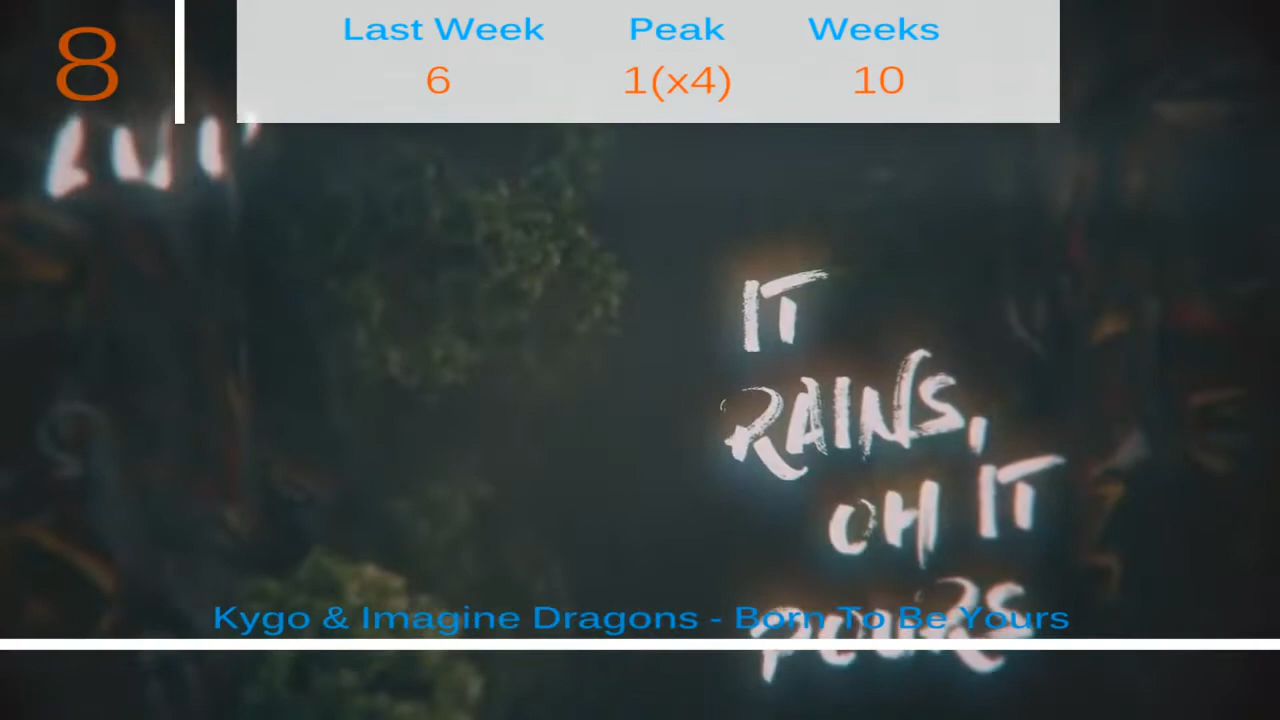 8
Last Week Peak Weeks
6 1(x4) 10
IT
RAINS,
OH IT
POURS
Kygo & Imagine Dragons - Born To Be Yours